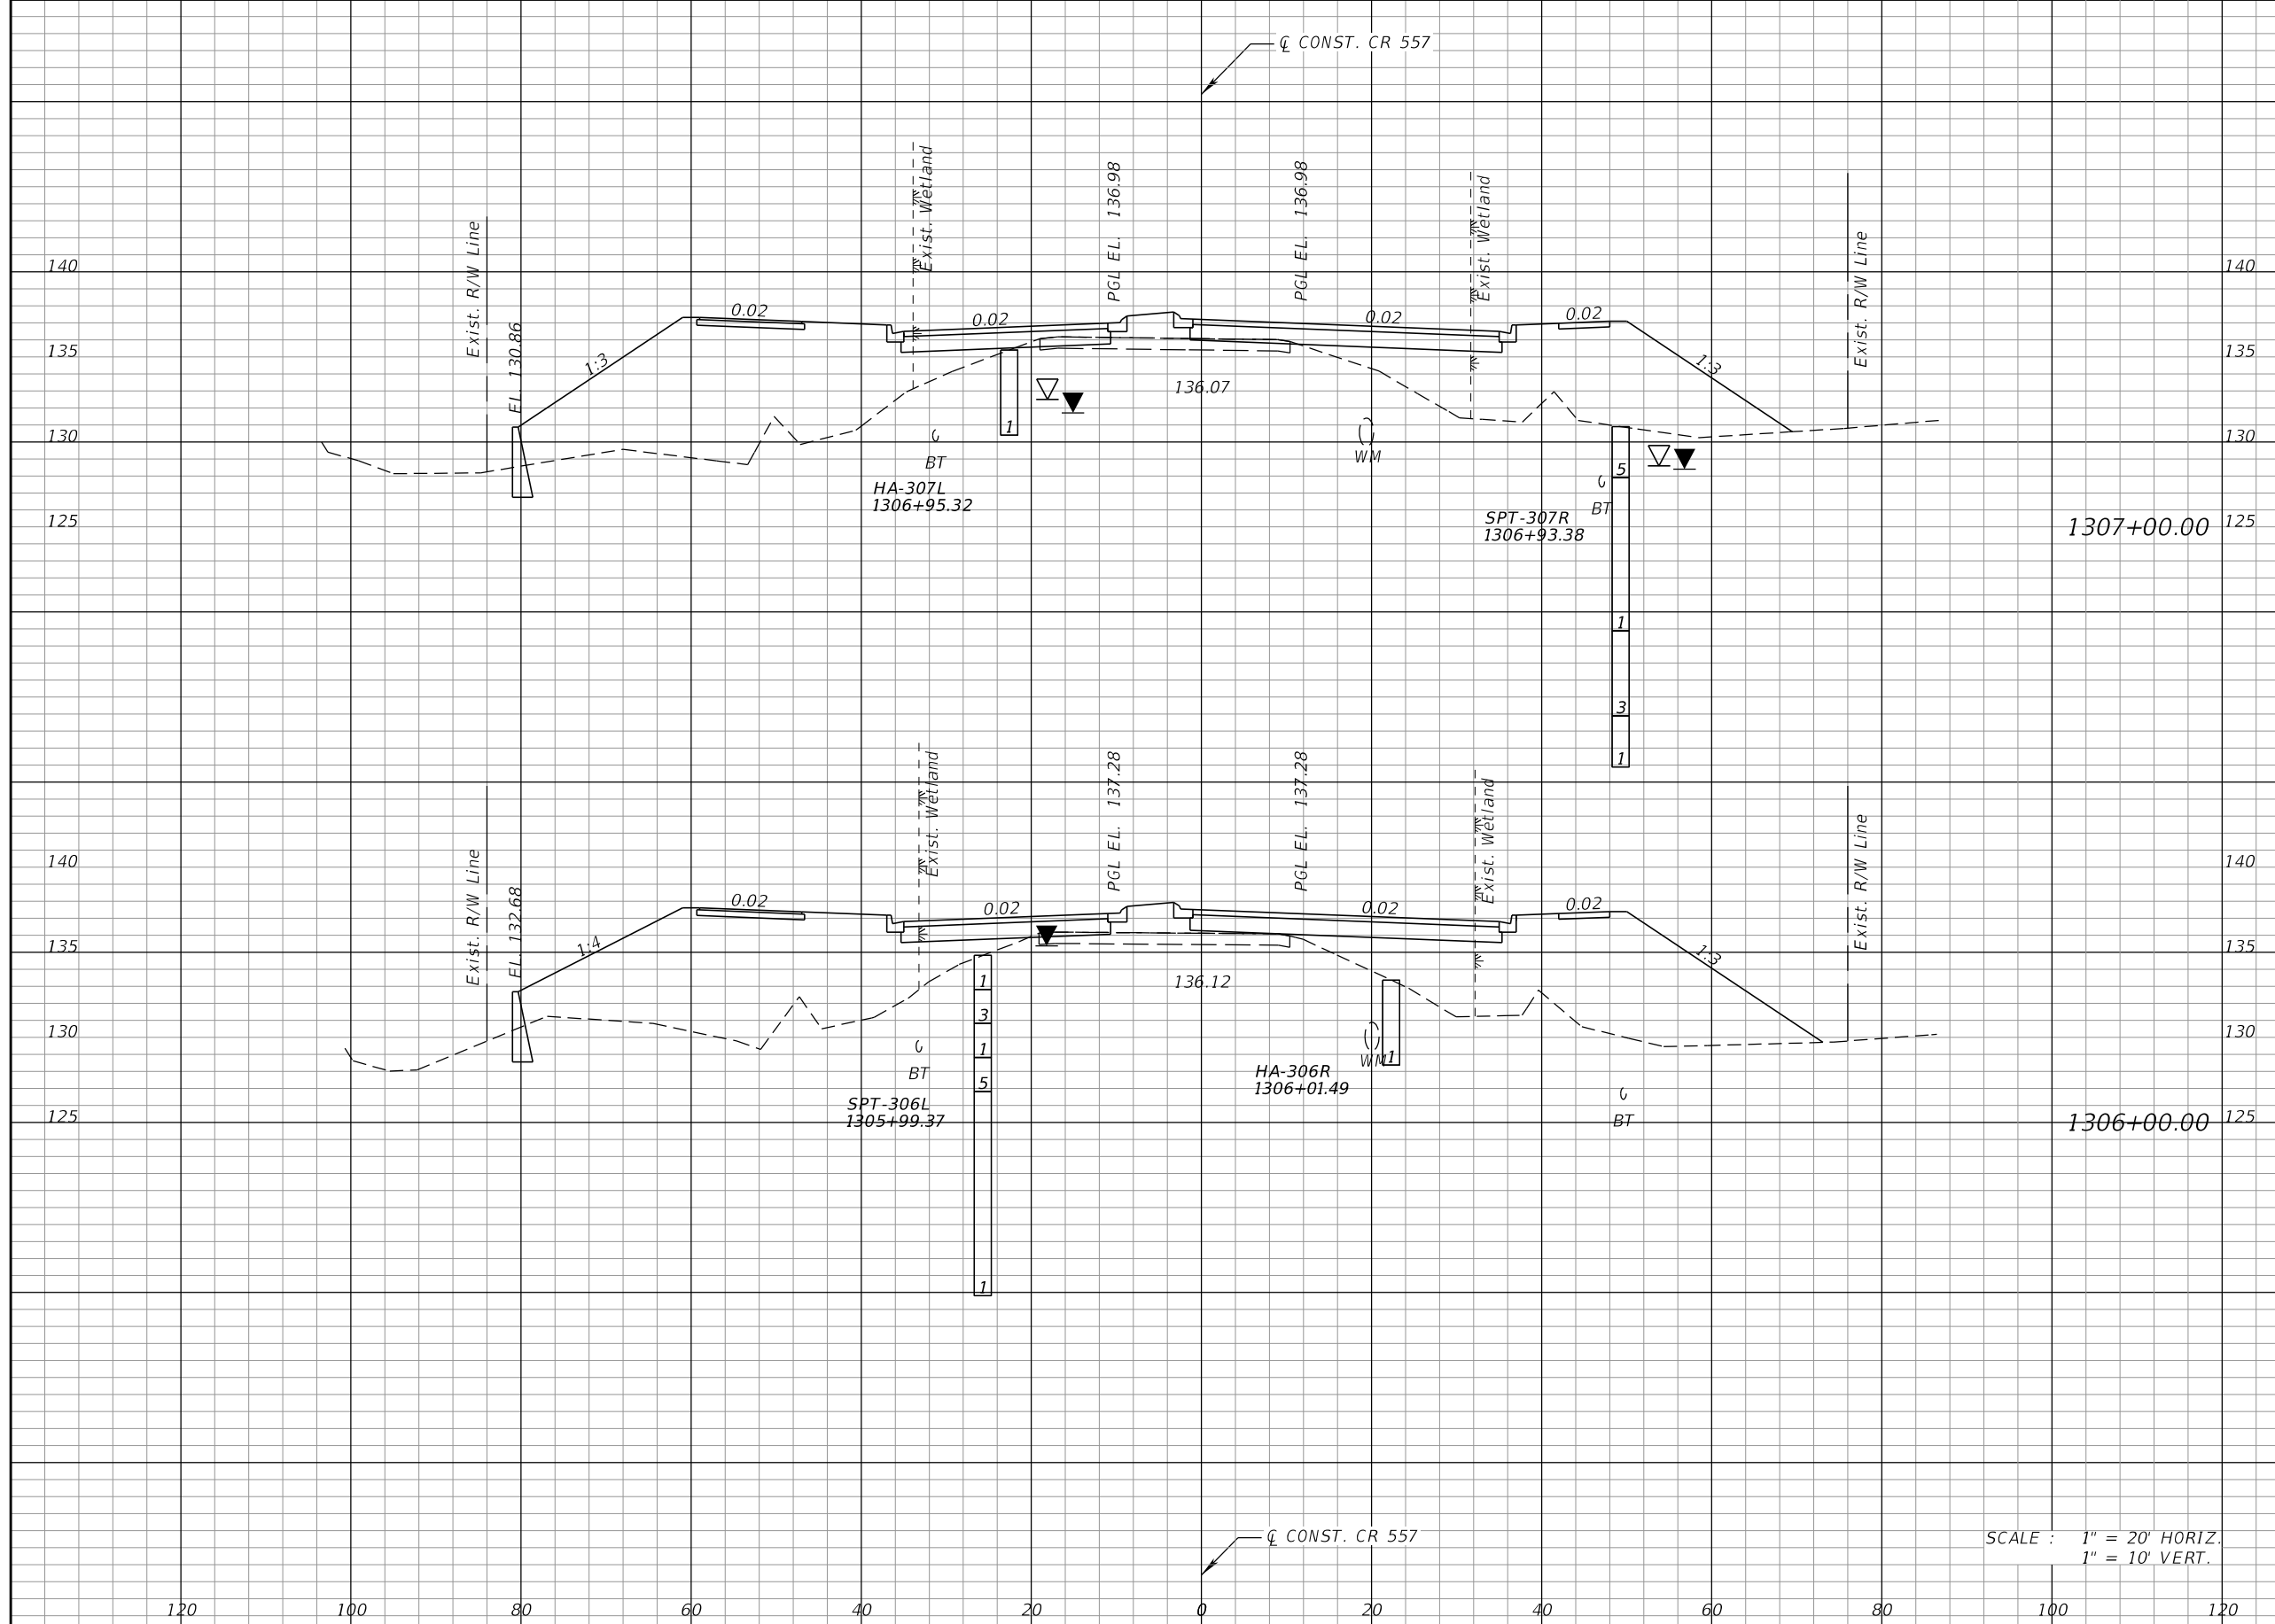 ℄ CONST. CR 557
Exist. Wetland
PGL EL. 136.98
PGL EL. 136.98
Exist. Wetland
Exist. R/W Line
Exist. R/W Line
140
140
0.02
0.02
0.02
0.02
EL. 130.86
135
1:3
1:3
135
136.07
130
1
130
BT
WM
5
HA-307L
1306+95.32
BT
SPT-307R
1306+93.38
125
1307+00.00
125
1
3
1
Exist. Wetland
PGL EL. 137.28
PGL EL. 137.28
Exist. Wetland
Exist. R/W Line
Exist. R/W Line
140
140
0.02
0.02
0.02
0.02
EL. 132.68
135
1:4
1:3
135
1
136.12
130
3
130
1
BT
WM
1
5
HA-306R
1306+01.49
SPT-306L
1305+99.37
BT
125
1306+00.00
125
1
℄ CONST. CR 557
SCALE : 1" = 20' HORIZ.
1" = 10' VERT.
120 100 80 60 40 20 0 20 40 60 80 100 120